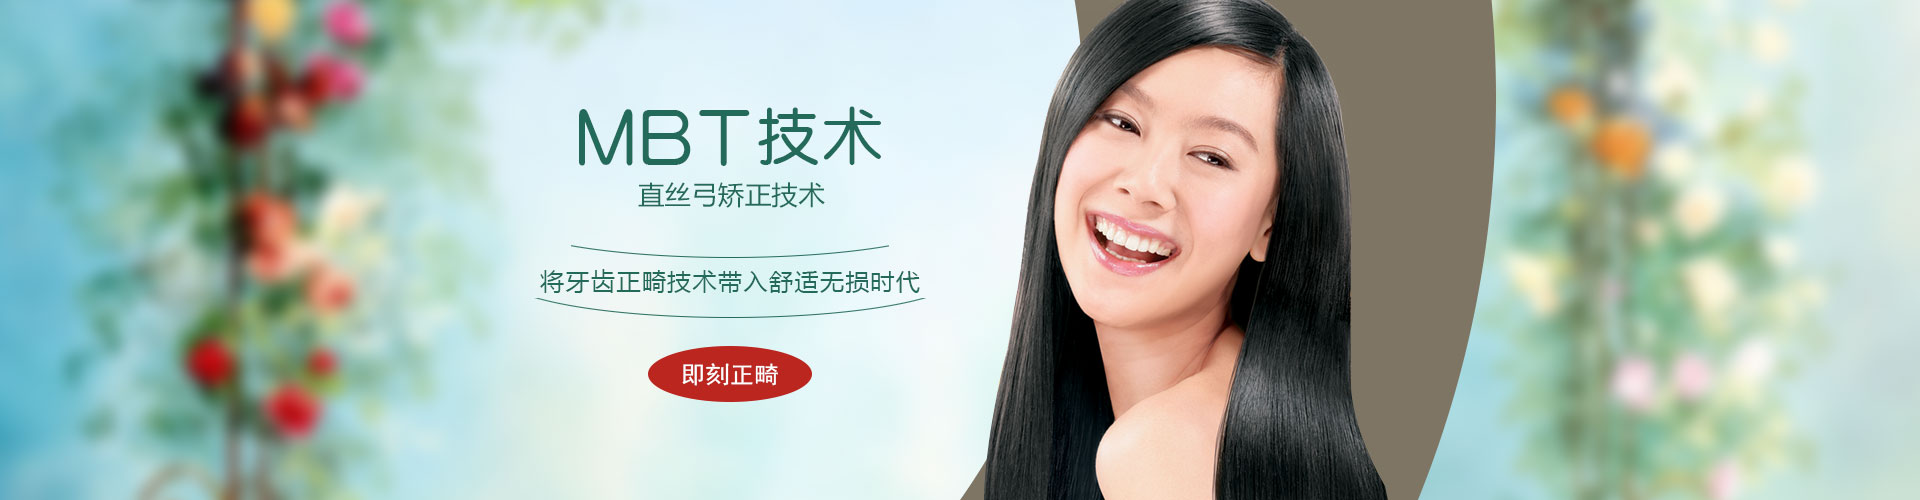 MBT技术
直丝弓矫正技术
将牙齿正畸技术带入舒适无损时代
即刻正畸